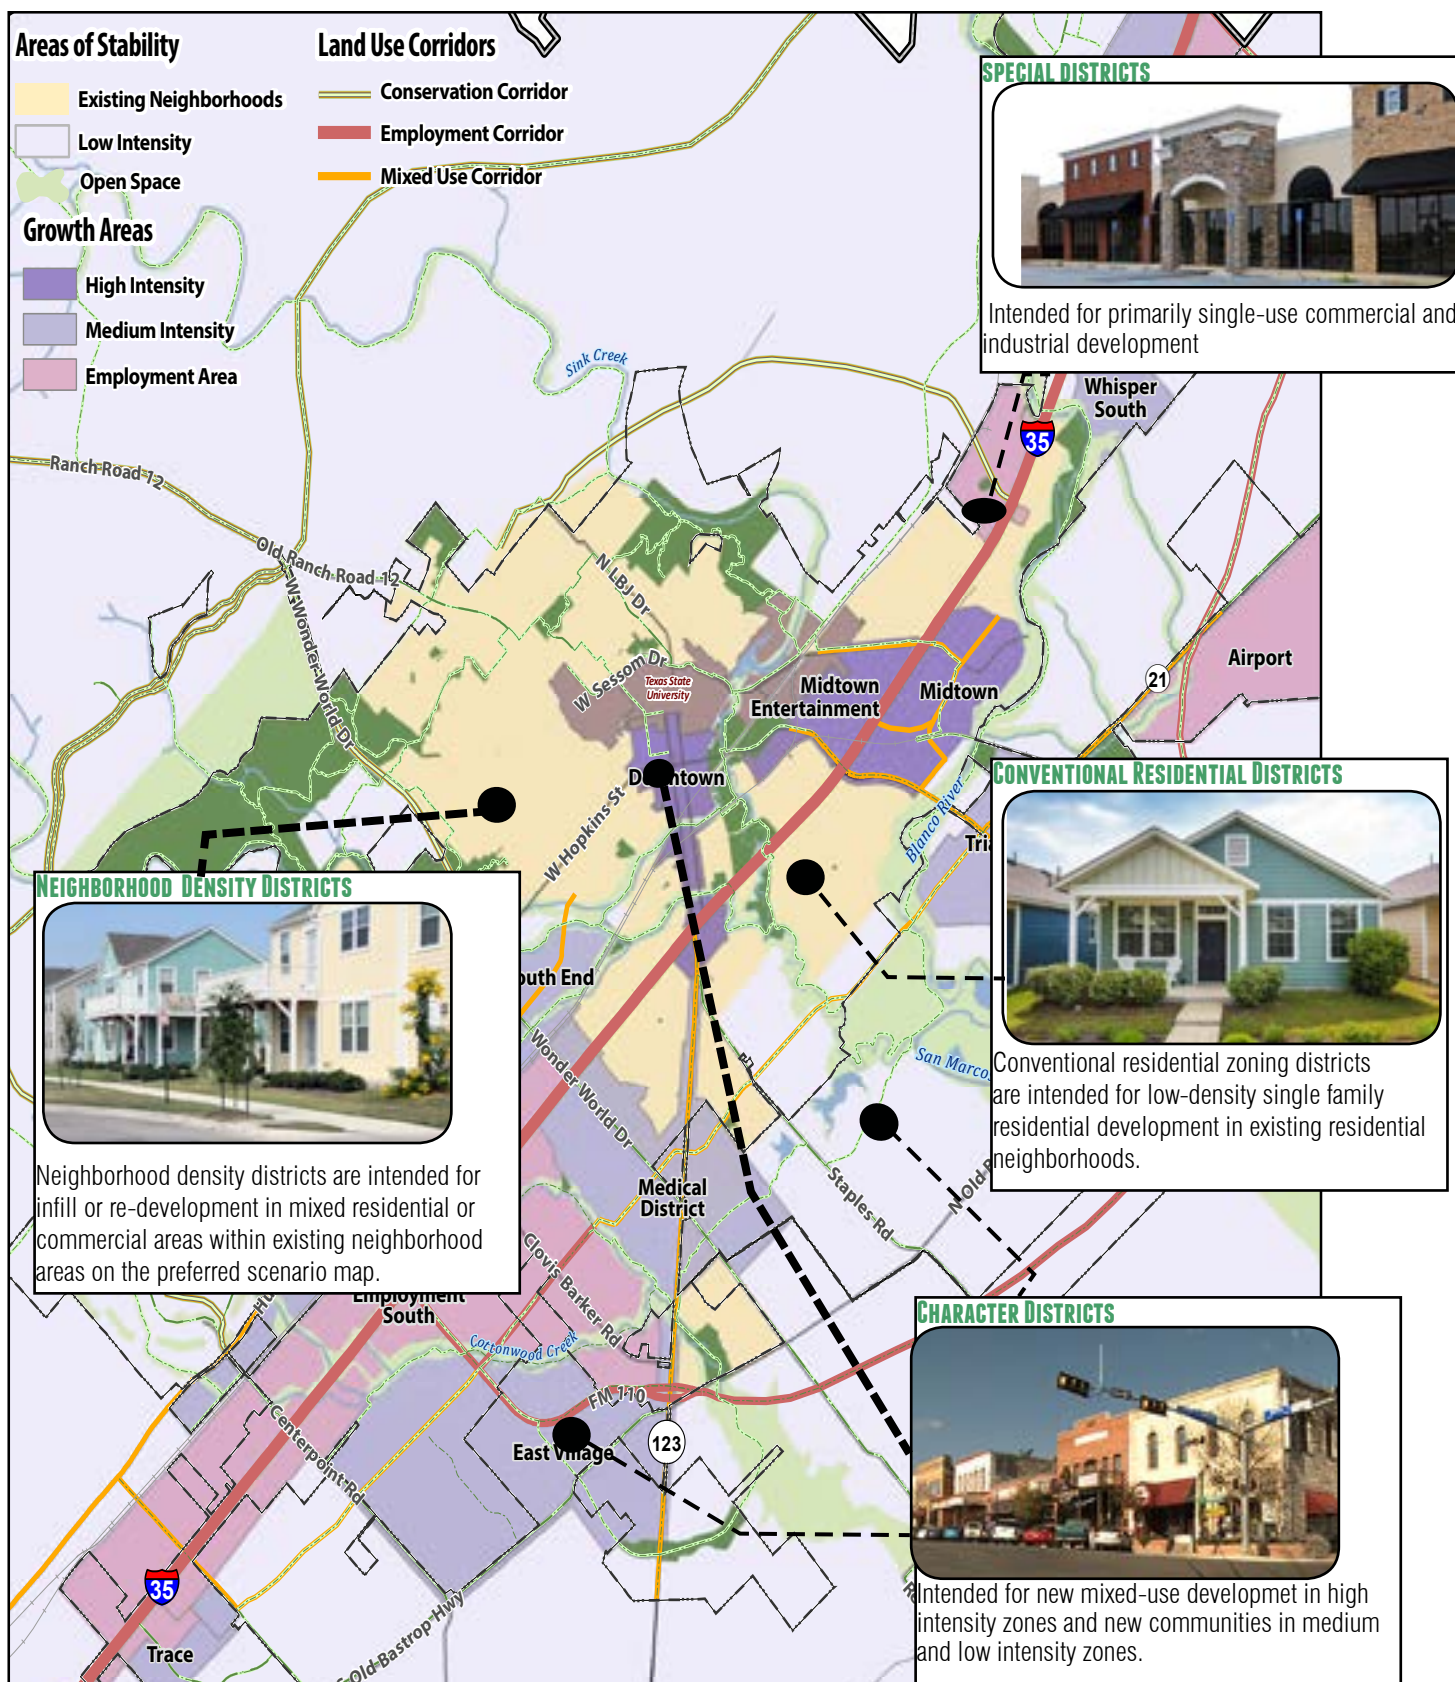 Areas of Stability
Existing Neighborhoods
Low Intensity
Open Space
Growth Areas
High Intensity
Medium Intensity
Employment Area
Land Use Corridors
Conservation Corridor
Employment Corridor
Mixed Use Corridor
SPECIAL DISTRICTS
Intended for primarily single-use commercial and
industrial development
Whisper
South
35
Sink Creek
Ranch Road 12
Old Ranch Road 12
W Wonder World Dr
N LBJ Dr
W Sessom Dr
Texas State
University
Midtown
Entertainment
Midtown
Airport
21
W Hopkins St
Blanco River
CONVENTIONAL RESIDENTIAL DISTRICTS
Conventional residential zoning districts
are intended for low-density single family
residential development in existing residential
neighborhoods.
NEIGHBORHOOD DENSITY DISTRICTS
Neighborhood density districts are intended for
infill or re-development in mixed residential or
commercial areas within existing neighborhood
areas on the preferred scenario map.
outh End
Wonder World Dr
San Marcos
Medical
District
Staples Rd
N Old
Clovis Barker Rd
Employment
South
Cottonwood Creek
FM 110
Centerpoint Rd
East Village
123
35
Trace
Old Bastrop Hwy
CHARACTER DISTRICTS
Intended for new mixed-use developmet in high
intensity zones and new communities in medium
and low intensity zones.